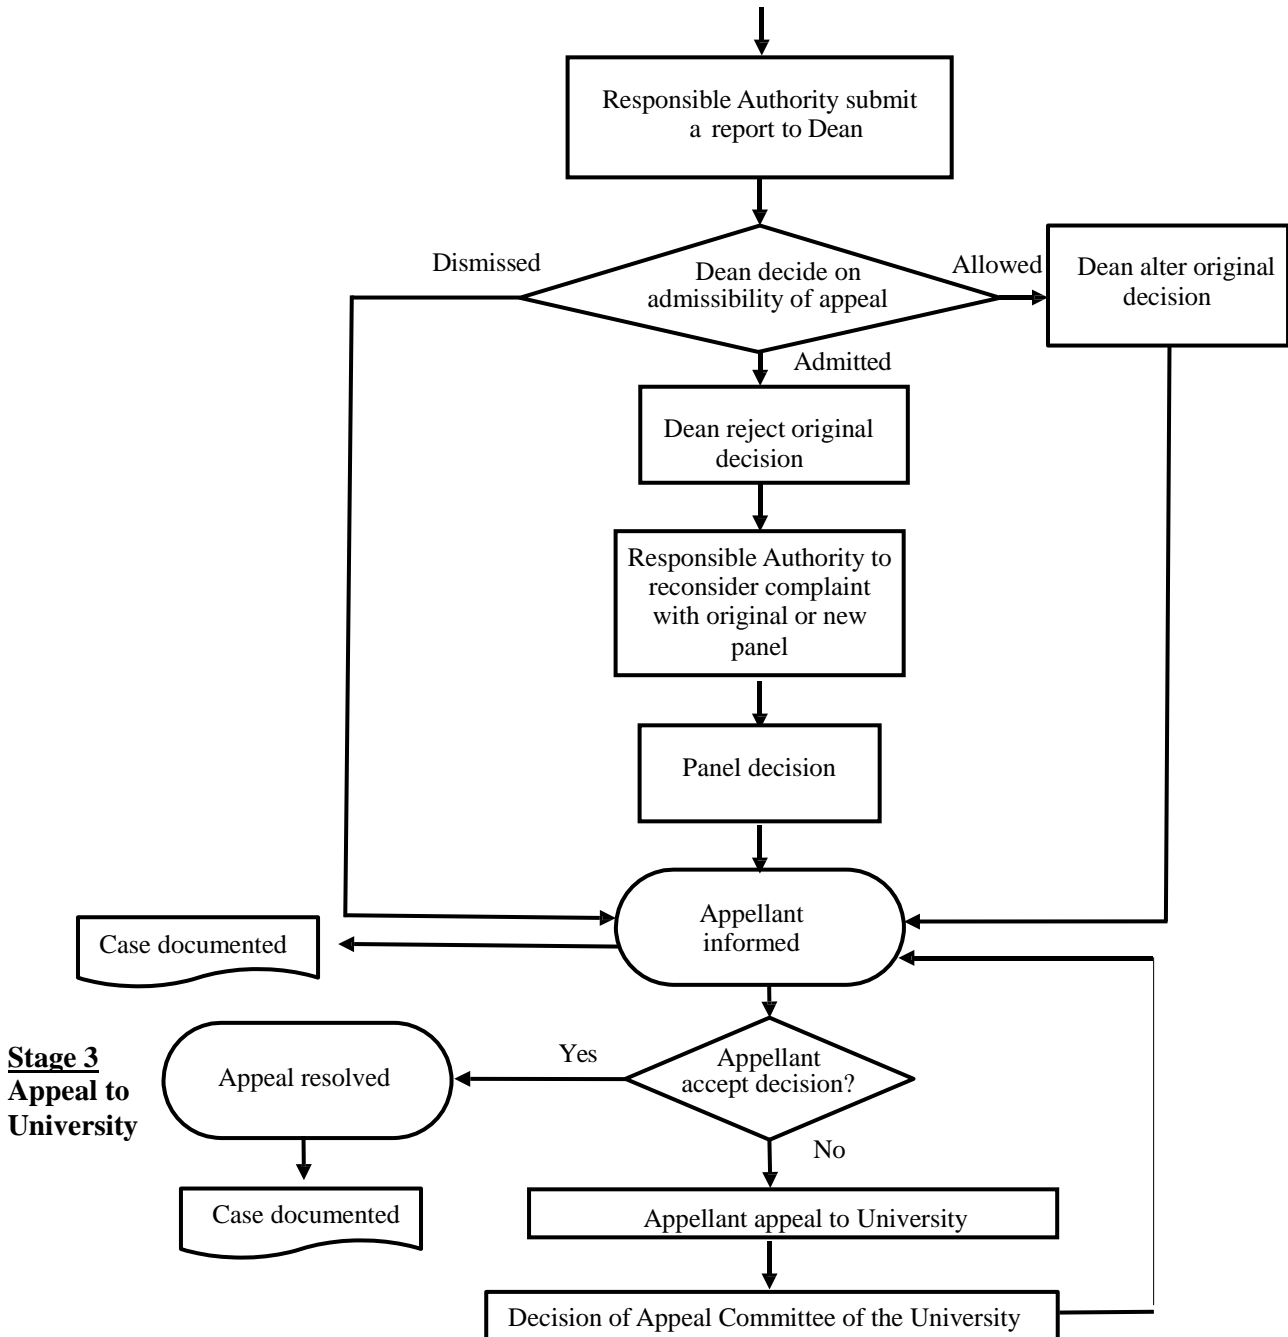 Responsible Authority submit
a report to Dean
Dismissed
Dean decide on
admissibility of appeal
Allowed
Dean alter original
decision
Admitted
Dean reject original
decision
Responsible Authority to
reconsider complaint
with original or new
panel
Panel decision
Appellant
informed
Case documented
Stage 3
Appeal to
University
Appeal resolved
Yes
Appellant
accept decision?
No
Case documented
Appellant appeal to University
Decision of Appeal Committee of the University